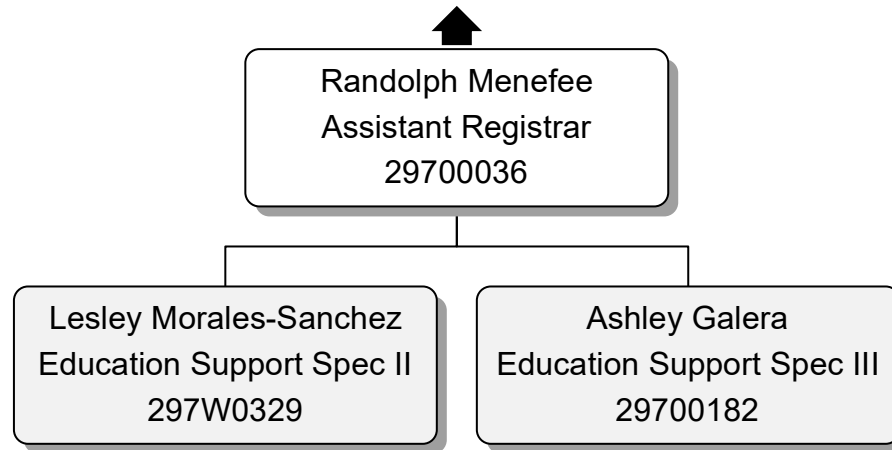 Randolph Menefee
Assistant Registrar
29700036
Lesley Morales-Sanchez
Education Support Spec II
297W0329
Ashley Galera
Education Support Spec III
29700182